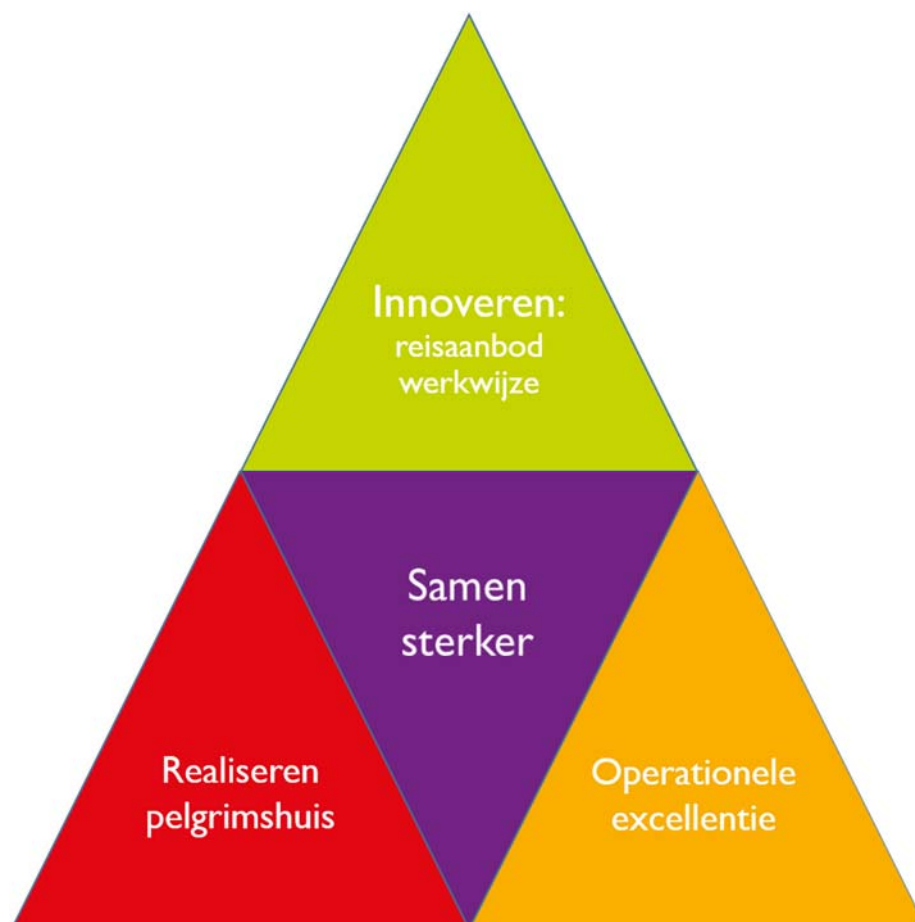 Innoveren:
reisaanbod
werkwijze
Samen
sterker
Realiseren
pelgrimshuis
Operationele
excellentie